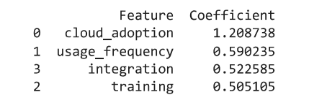 Feature Coefficient
0 cloud_adoption 1.208738
1 usage_frequency 0.590235
3 integration 0.522585
2 training 0.505105